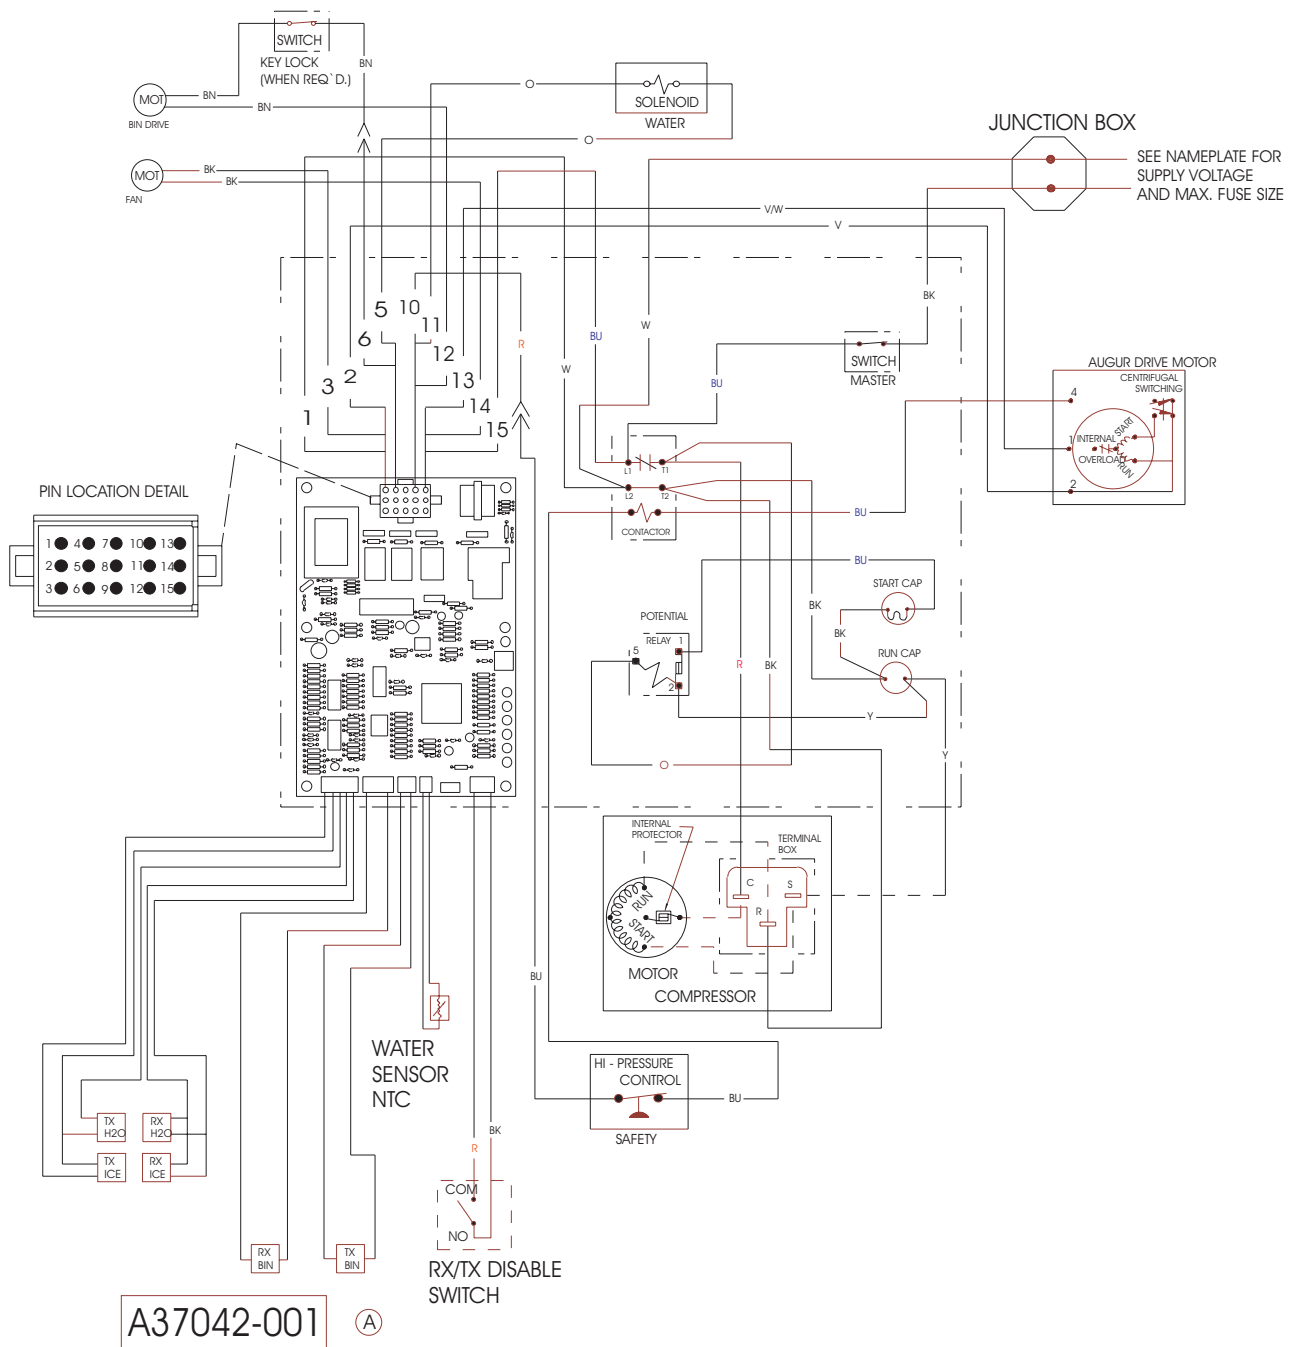 SWITCH
KEY LOCK
(WHEN REQ`D.)
BN
MOT
BIN DRIVE
BN
BN
O
SOLENOID
WATER
O
JUNCTION BOX
SEE NAMEPLATE FOR
SUPPLY VOLTAGE
AND MAX. FUSE SIZE
MOT
FAN
BK
BK
V/W
V
5
10
6
11
12
2
3
13
14
1
15
R
BU
W
W
BU
BK
SWITCH
MASTER
AUGUR DRIVE MOTOR
CENTRIFUGAL
SWITCHING
4
1
INTERNAL
OVERLOAD
START
RUN
2
L1
T1
L2
T2
CONTACTOR
BU
PIN LOCATION DETAIL
1 4 7 10 13
2 5 8 11 14
3 6 9 12 15
BU
START CAP
BK
BK
RUN CAP
POTENTIAL
RELAY 1
5
2
R
BK
Y
O
Y
INTERNAL
PROTECTOR
TERMINAL
BOX
C
S
R
RUN
START
MOTOR
COMPRESSOR
BU
WATER
SENSOR
NTC
HI - PRESSURE
CONTROL
BU
SAFETY
TX
H2O
RX
H2O
TX
ICE
RX
ICE
R
BK
COM
NO
RX/TX DISABLE
SWITCH
RX
BIN
TX
BIN
A37042-001
A